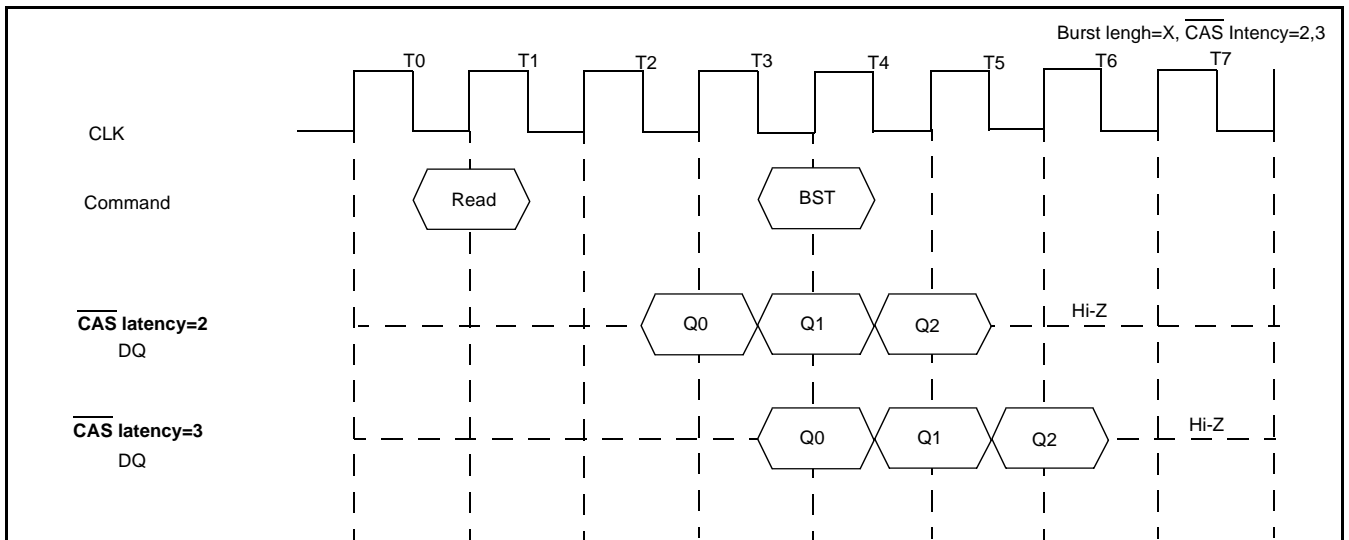 Burst lengh=X, CAS Intency=2,3
T0 T1 T2 T3 T4 T5 T6 T7
CLK
Command Read BST
CAS latency=2 Q0 Q1 Q2 Hi-Z
DQ
CAS latency=3 Q0 Q1 Q2 Hi-Z
DQ